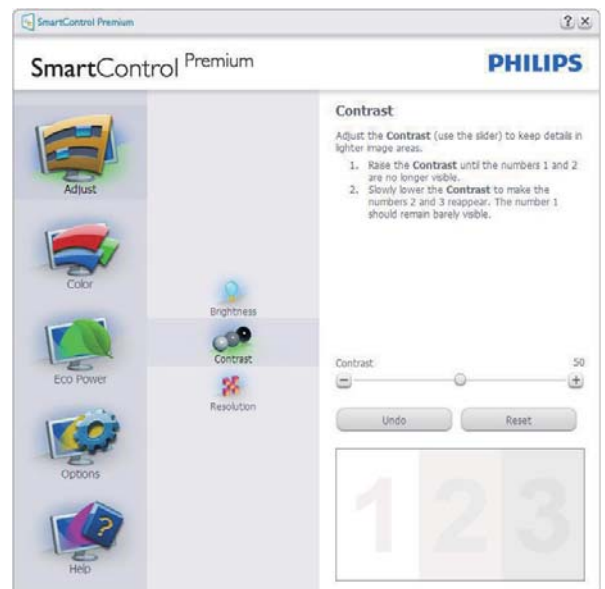 SmartControl Premium
SmartControl Premium
PHILIPS
Adjust
Color
Eco Power
Options
Help
Brightness
Contrast
Resolution
Contrast
Adjust the Contrast (use the slider) to keep details in
lighter image areas.
1. Raise the Contrast until the numbers 1 and 2
are no longer visible.
2. Slowly lower the Contrast to make the
numbers 2 and 3 reappear. The number 1
should remain barely visible.
Contrast 50
Undo Reset
1 2 3